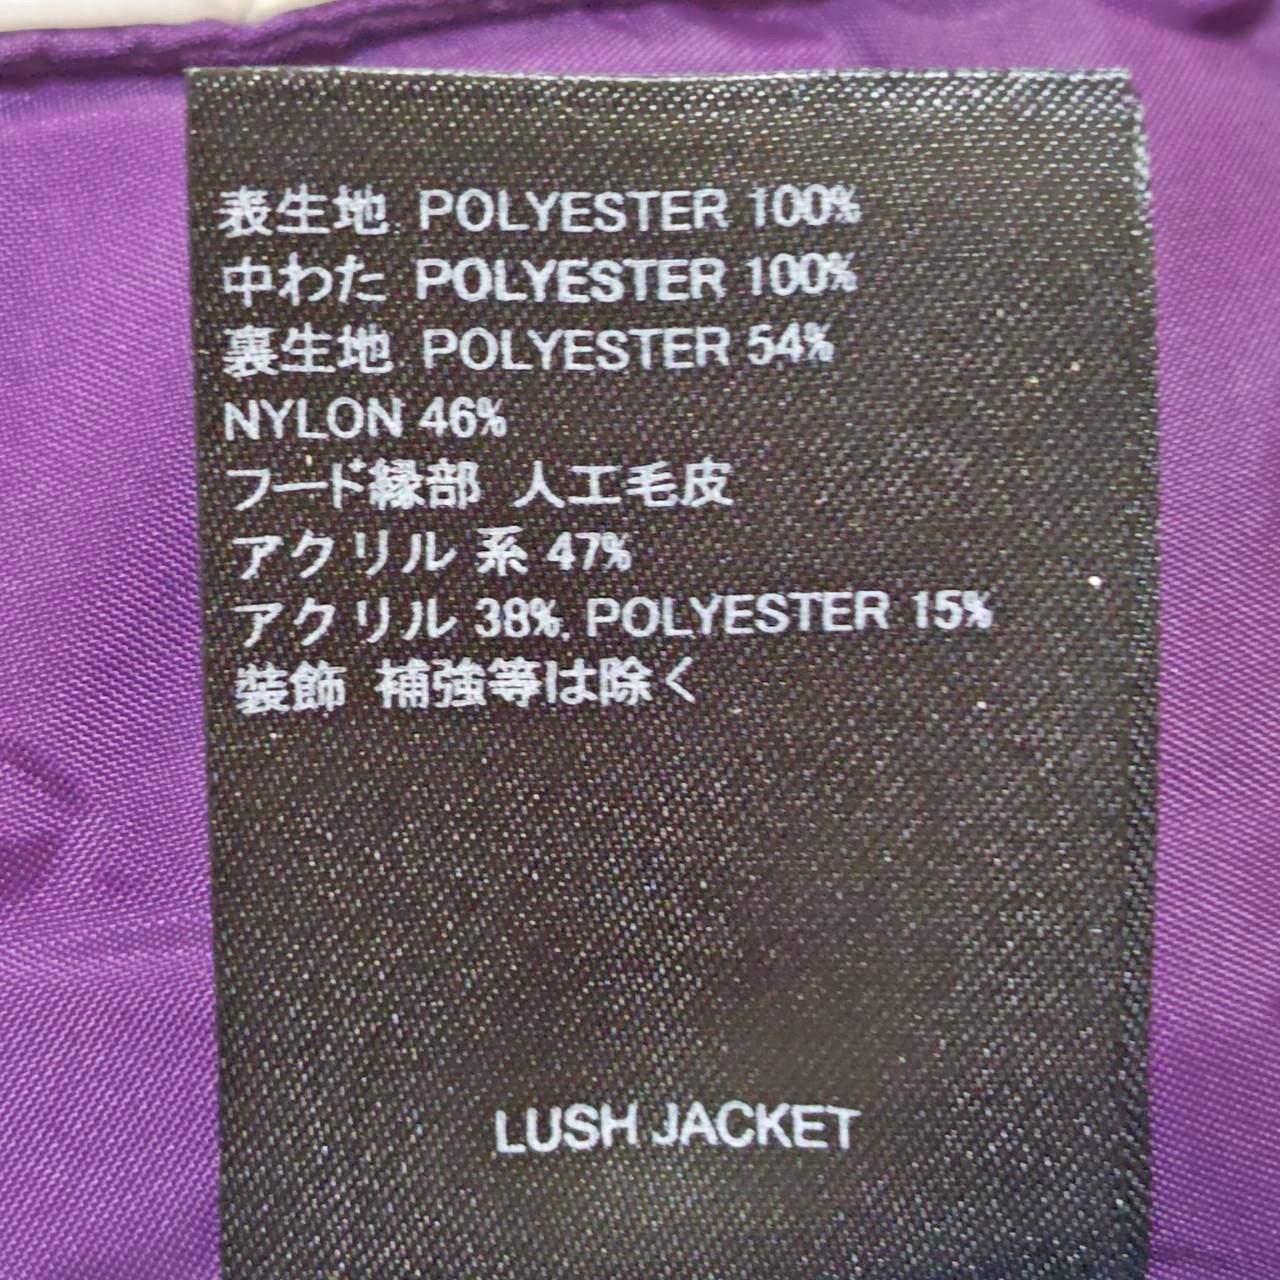 表生地 POLYESTER 100%
中わた POLYESTER 100%
裏生地 POLYESTER 54%
NYLON 46%
フード縁部 人工毛皮
アクリル 系 47%
アクリル 38%. POLYESTER 15%
装飾 補強等は除く
LUSH JACKET